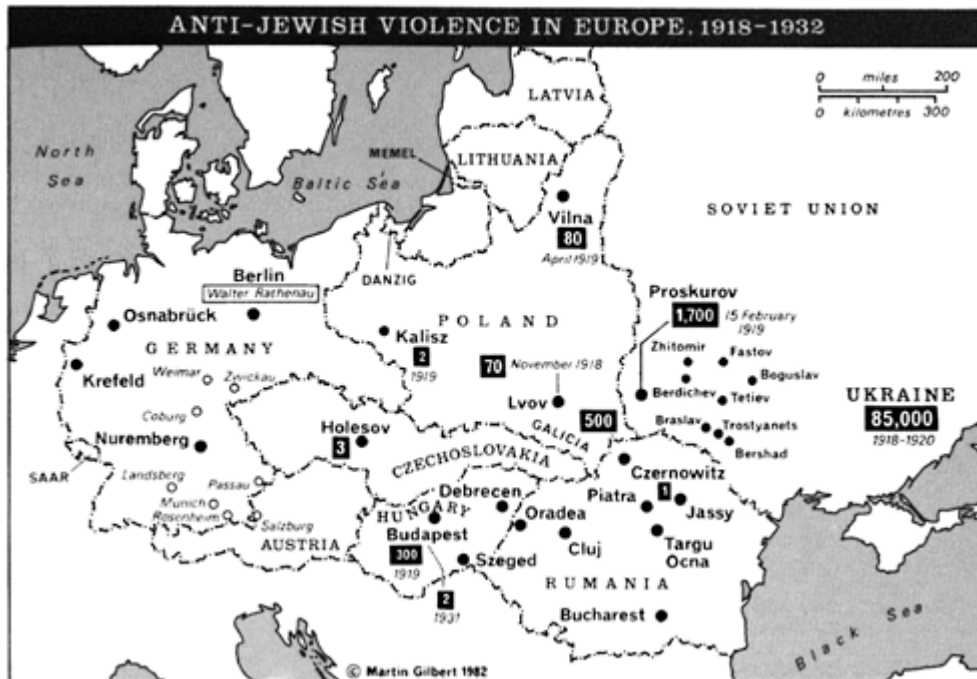 ANTI-JEWISH VIOLENCE IN EUROPE, 1918-1932
0 miles 200
0 kilometres 300
North
Sea
Baltic Sea
LATVIA
MEMEL
LITHUANIA
Vilna
80
April 1919
SOVIET UNION
DANZIG
Berlin
Walter Rathenau
Osnabrück
GERMANY
Krefeld
Weimar
Zwickau
Coburg
Nuremberg
SAAR
Landsberg
Munich
Rosenheim
Passau
Salzburg
POLAND
Kalisz
2
1919
70
November 1918
Lvov
500
GALICIA
Proskurov
1,700
15 February
1919
Zhitomir
Fastov
Berdichev
Boguslav
Tetiev
Braslav
Trostyanets
Bershad
UKRAINE
85,000
1918-1920
Holesov
3
CZECHOSLOVAKIA
AUSTRIA
HUNGARY
Debrecen
Budapest
300
1919
2
1931
Szeged
Oradea
Cluj
Czernowitz
Piatra
1
Jassy
Targu
Ocna
RUMANIA
Bucharest
Black Sea
© Martin Gilbert 1982